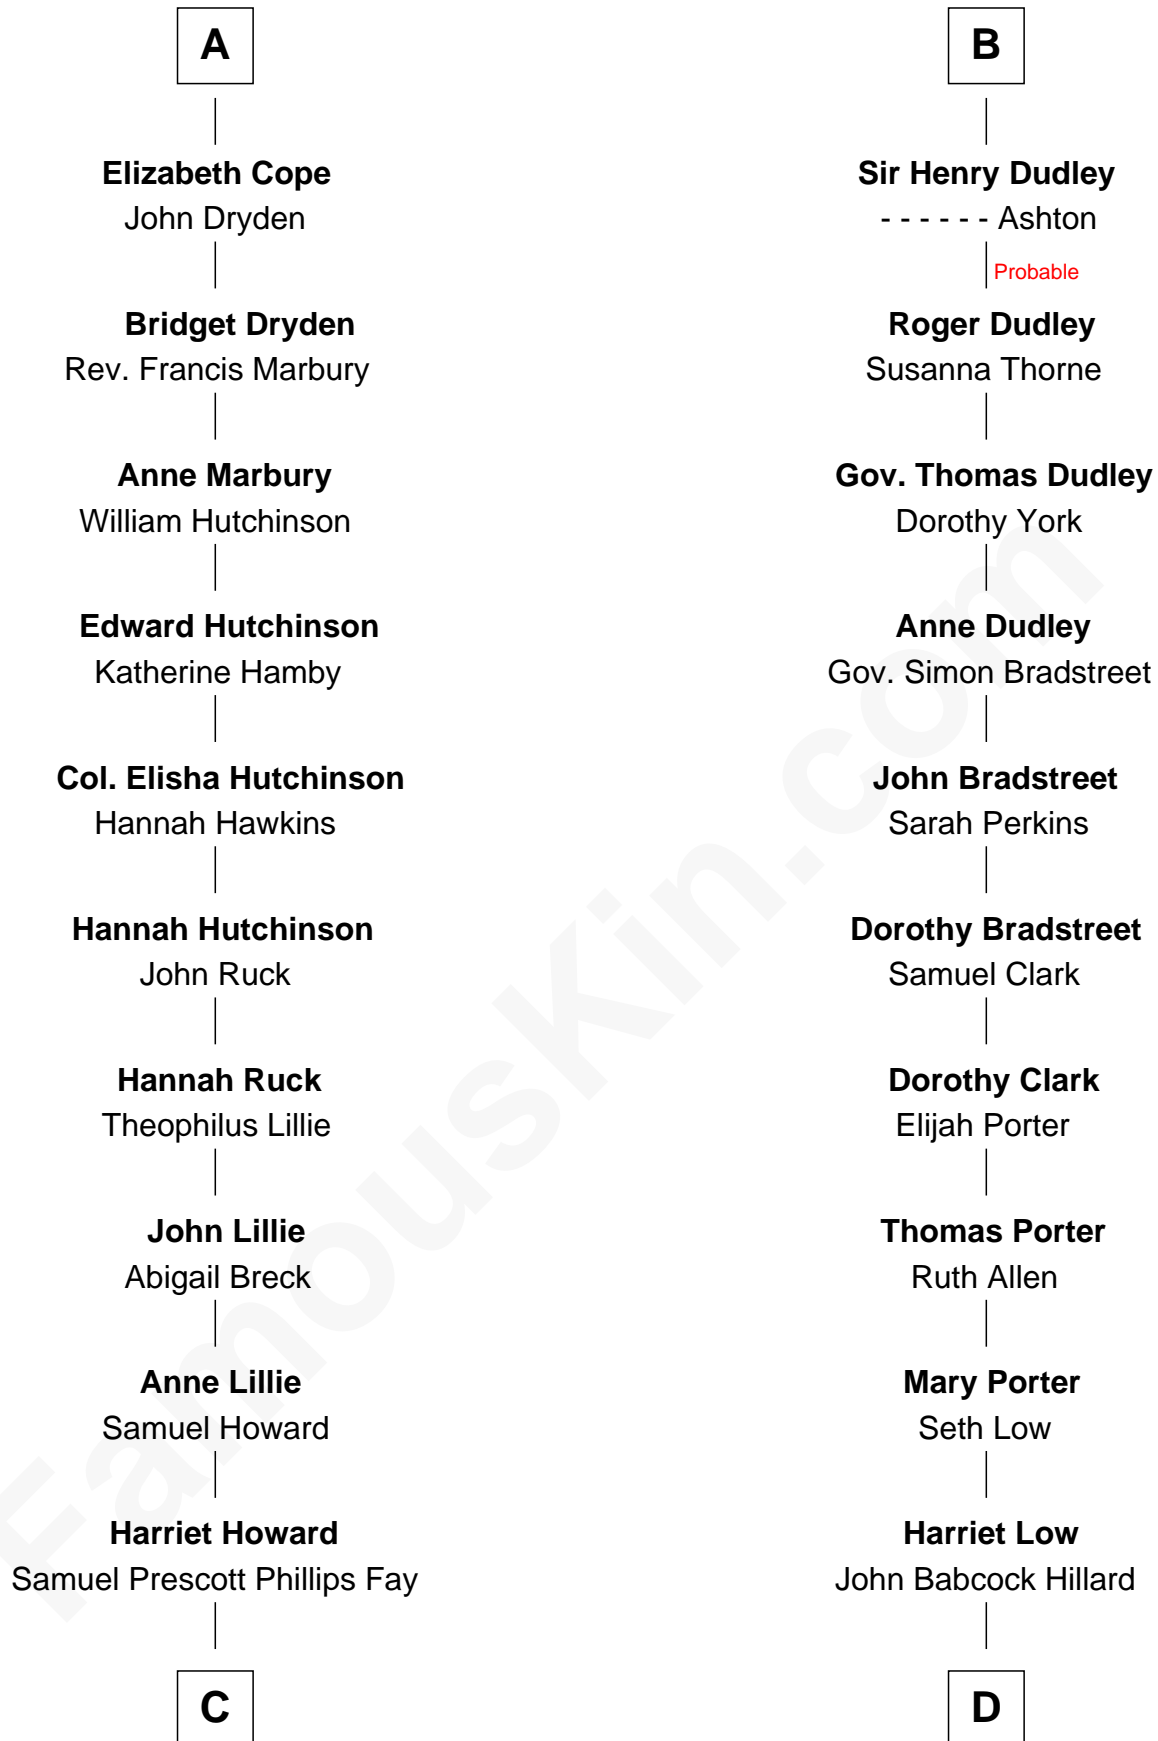 A
Elizabeth Cope
John Dryden
Bridget Dryden
Rev. Francis Marbury
Anne Marbury
William Hutchinson
Edward Hutchinson
Katherine Hamby
Col. Elisha Hutchinson
Hannah Hawkins
Hannah Hutchinson
John Ruck
Hannah Ruck
Theophilus Lillie
John Lillie
Abigail Breck
Anne Lillie
Samuel Howard
Harriet Howard
Samuel Prescott Phillips Fay
C
B
Sir Henry Dudley
- - - - - - Ashton
Probable
Roger Dudley
Susanna Thorne
Gov. Thomas Dudley
Dorothy York
Anne Dudley
Gov. Simon Bradstreet
John Bradstreet
Sarah Perkins
Dorothy Bradstreet
Samuel Clark
Dorothy Clark
Elijah Porter
Thomas Porter
Ruth Allen
Mary Porter
Seth Low
Harriet Low
John Babcock Hillard
D
FamousKin.com